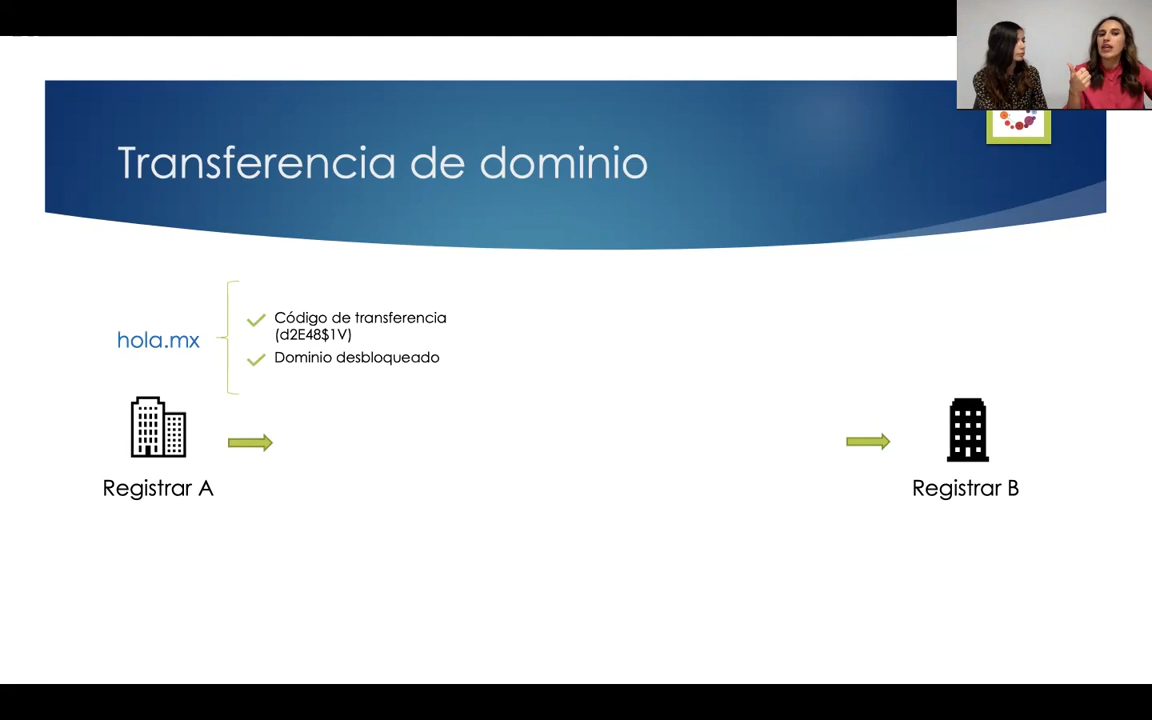 Transferencia de dominio
hola.mx
Código de transferencia
(d2E48$1V)
Dominio desbloqueado
Registrar A
Registrar B